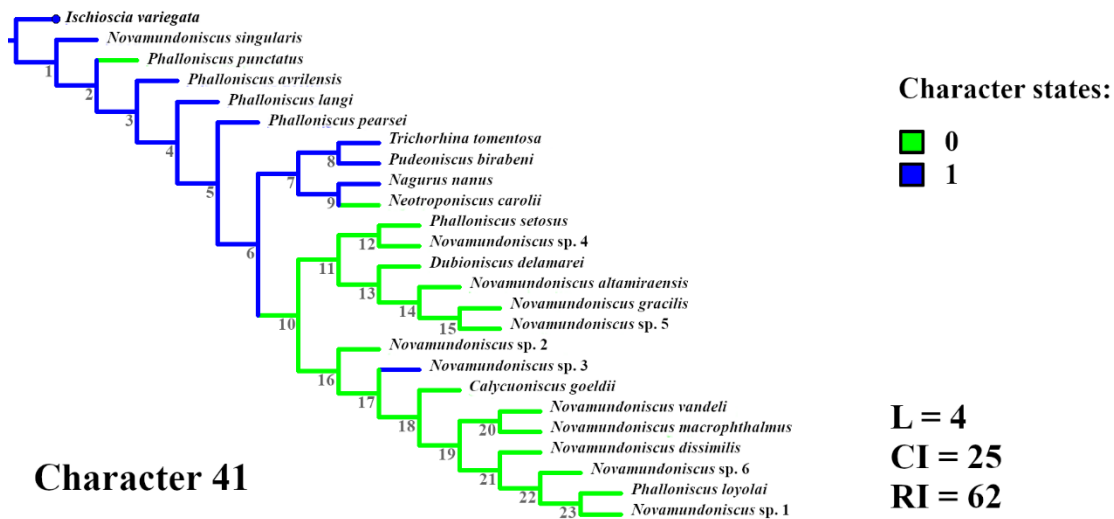 Ischioscia variegata
Novamundoniscus singularis
1
Phalloniscus punctatus
2
Phalloniscus avrilensis
3
Phalloniscus langi
4
Phalloniscus pearsei
5
Trichorhina tomentosa
8
Pudeoniscus birabeni
7
Nagurus nanus
9
Neotroponiscus carolii
6
Phalloniscus setosus
12
Novamundoniscus sp. 4
11
Dubioniscus delamarei
13
Novamundoniscus altamiraensis
14
Novamundoniscus gracilis
15
Novamundoniscus sp. 5
10
Novamundoniscus sp. 2
16
Novamundoniscus sp. 3
17
Calycuoniscus goeldii
18
Novamundoniscus vandeli
20
Novamundoniscus macrophthalmus
19
Novamundoniscus dissimilis
21
Novamundoniscus sp. 6
22
Phalloniscus loyolai
23
Novamundoniscus sp. 1
Character states:
0
1
Character 41
L = 4
CI = 25
RI = 62